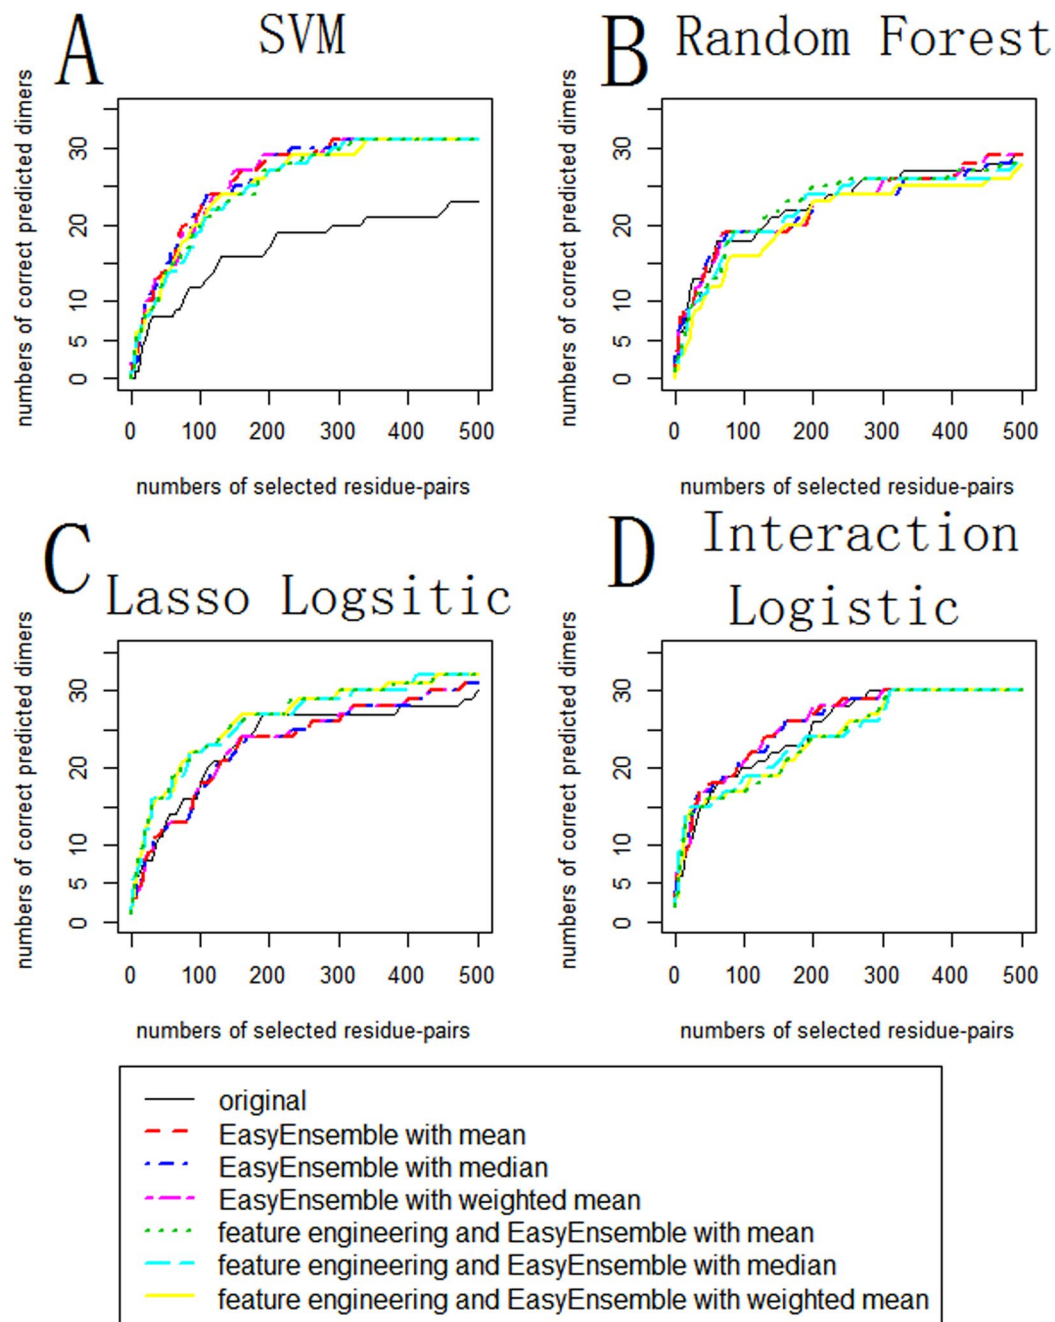 A
SVM
numbers of correct predicted dimers
30
20
10
5
0
0 100 200 300 400 500
numbers of selected residue-pairs
B
Random Forest
numbers of correct predicted dimers
30
20
10
5
0
0 100 200 300 400 500
numbers of selected residue-pairs
C
Lasso Logsitic
numbers of correct predicted dimers
30
20
10
5
0
0 100 200 300 400 500
numbers of selected residue-pairs
D
Interaction
Logistic
numbers of correct predicted dimers
30
20
10
5
0
0 100 200 300 400 500
numbers of selected residue-pairs
original
EasyEnsemble with mean
EasyEnsemble with median
EasyEnsemble with weighted mean
feature engineering and EasyEnsemble with mean
feature engineering and EasyEnsemble with median
feature engineering and EasyEnsemble with weighted mean